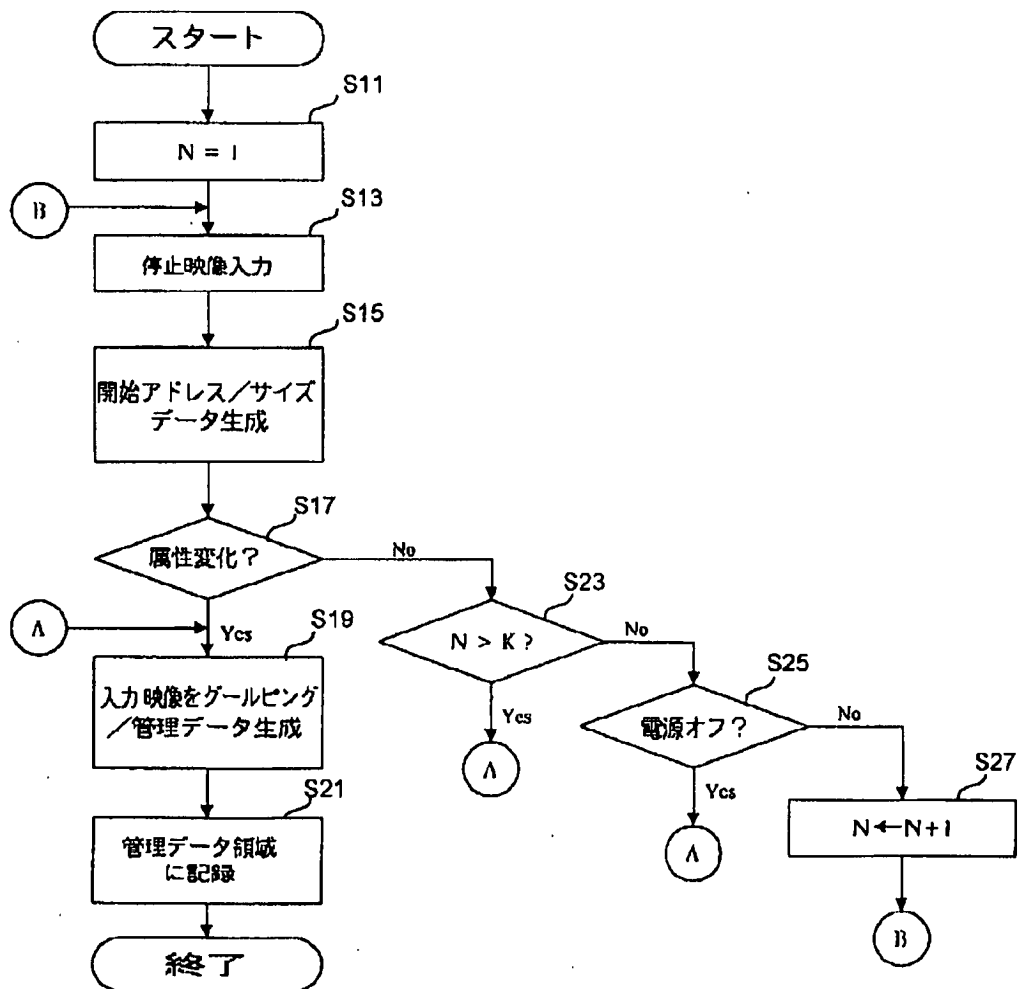 スタート
S11
N = 1
B
S13
停止映像入力
S15
開始アドレス／サイズ
データ生成
S17
属性変化？
No
A
Yes
S19
入力映像をグールピング
／管理データ生成
S23
N > K ?
No
Yes
A
S25
電源オフ？
No
Yes
A
S27
N←N+1
B
S21
管理データ領域
に記録
終了